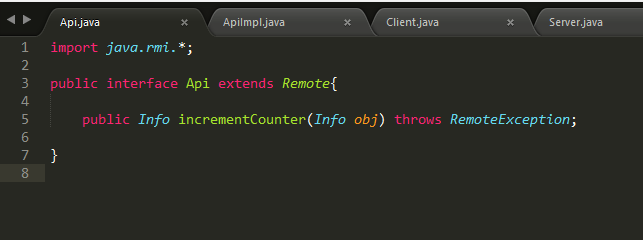 Api.java
ApiImpl.java
Client.java
Server.java
1 import java.rmi.*;
2
3 public interface Api extends Remote{
4
5 public Info incrementCounter(Info obj) throws RemoteException;
6
7 }
8